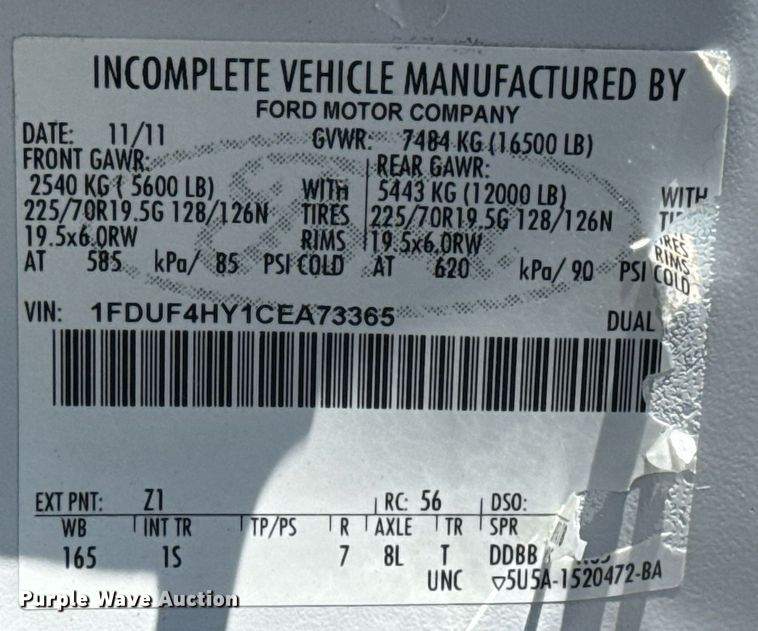 INCOMPLETE VEHICLE MANUFACTURED BY
FORD MOTOR COMPANY
DATE: 11/11 GVWR: 7484 KG (16500 LB)
FRONT GAWR: REAR GAWR:
2540 KG ( 5600 LB) WITH 5443 KG (12000 LB) WITH
225/70R19.5G 128/126N TIRES 225/70R19.5G 128/126N TIRES
19.5x6.0RW RIMS 19.5x6.0RW RIMS
AT 585 kPa/ 85 PSI COLD AT 620 kPa/ 90 PSI COLD
VIN: 1FDUF4HY1CEA73365 DUAL
EXT PNT: Z1 RC: 56 DSO:
WB INT TR TP/PS R AXLE TR SPR
165 1S 7 8L T DDBB
UNC 5U5A-1520472-BA
Purple Wave Auction